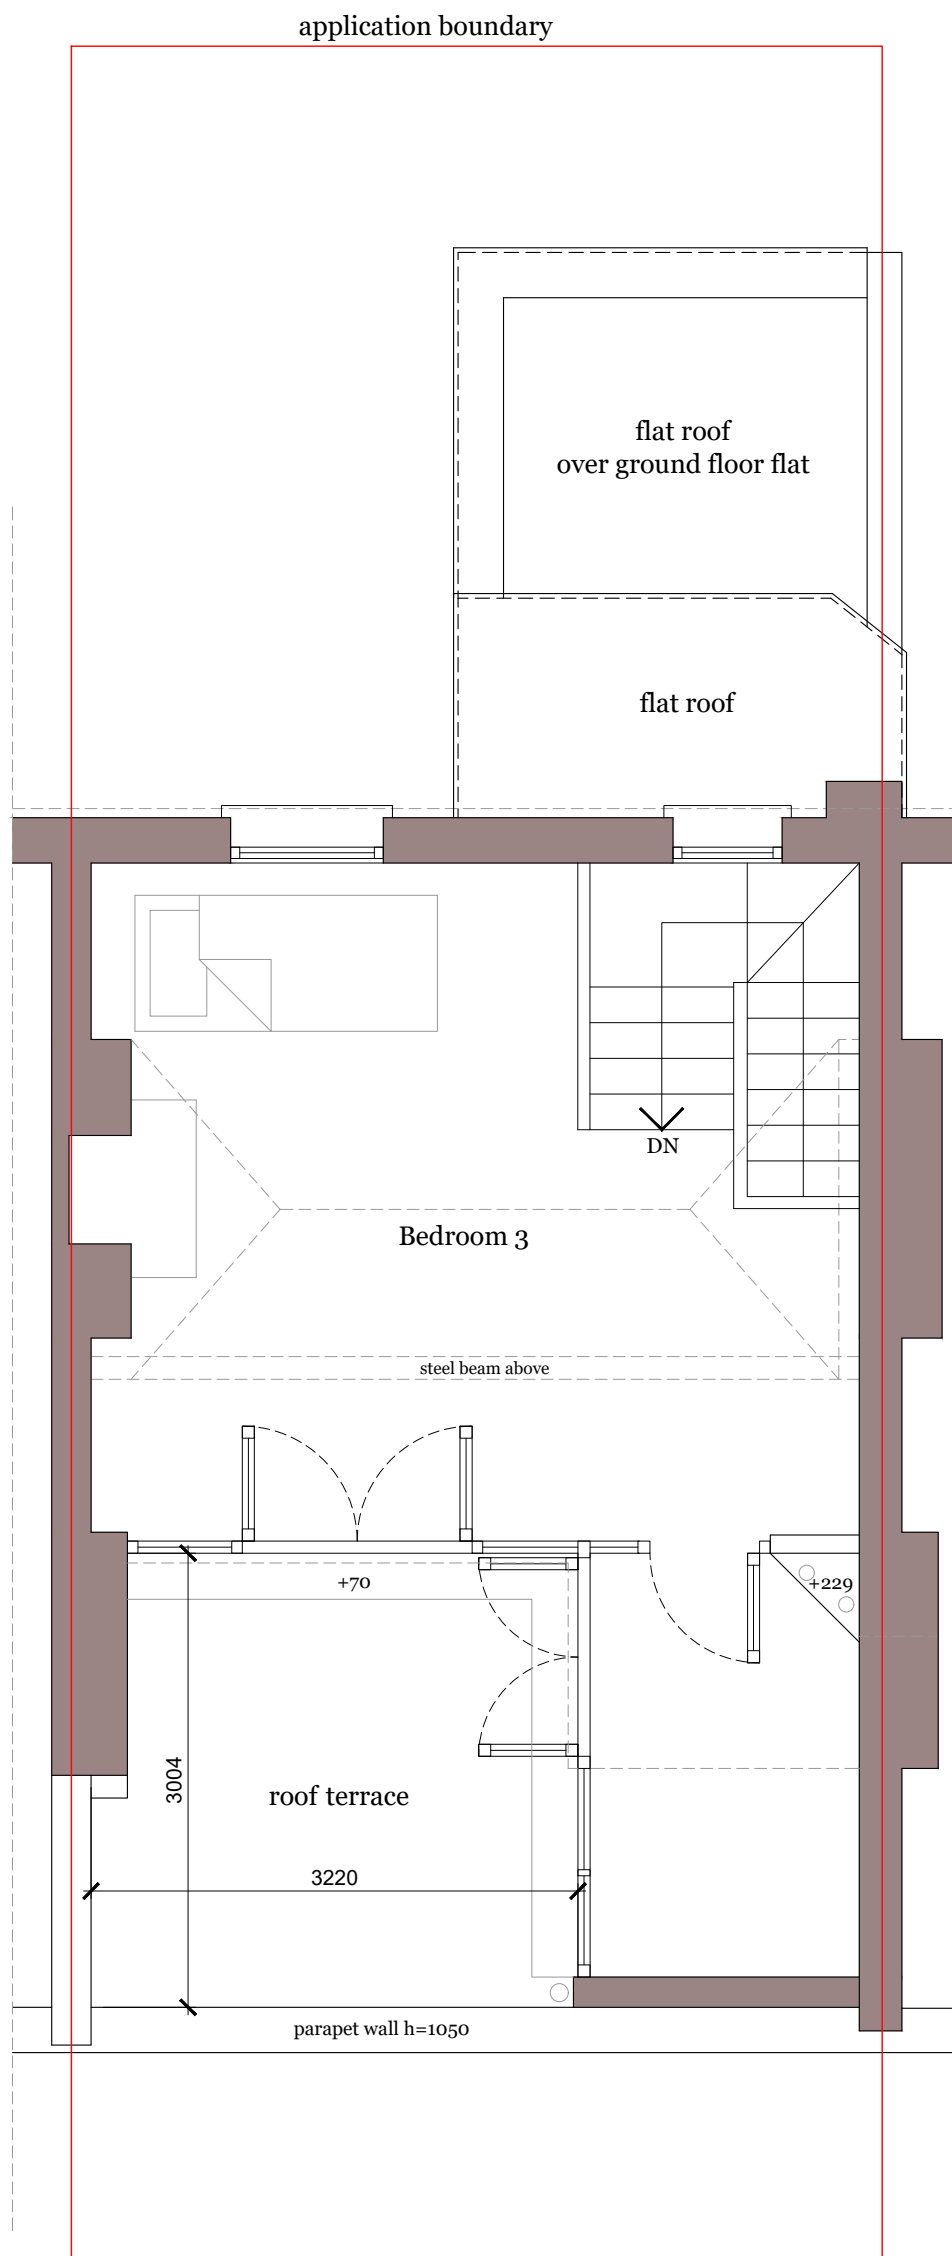 application boundary
flat roof
over ground floor flat
flat roof
DN
Bedroom 3
steel beam above
+70
+229
3004
roof terrace
3220
parapet wall h=1050